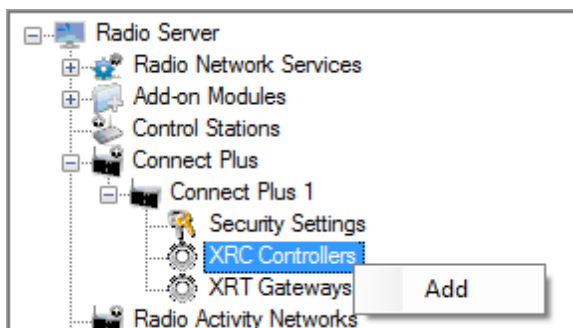 Radio Server
Radio Network Services
Add-on Modules
Control Stations
Connect Plus
Connect Plus 1
Security Settings
XRC Controllers
XRT Gateways
Add
Radio Activity Networks